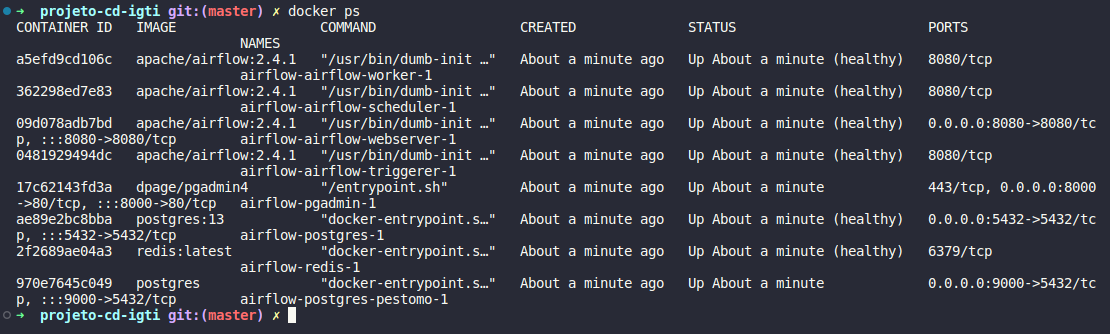 ➜  projeto-cd-igti git:(master) ✗ docker ps
CONTAINER ID   IMAGE                  COMMAND                  CREATED              STATUS                        PORTS
                            NAMES
a5efd9cd106c   apache/airflow:2.4.1   "/usr/bin/dumb-init …"   About a minute ago   Up About a minute (healthy)   8080/tcp
                            airflow-airflow-worker-1
362298ed7e83   apache/airflow:2.4.1   "/usr/bin/dumb-init …"   About a minute ago   Up About a minute (healthy)   8080/tcp
                            airflow-airflow-scheduler-1
09d078adb7bd   apache/airflow:2.4.1   "/usr/bin/dumb-init …"   About a minute ago   Up About a minute (healthy)   0.0.0.0:8080->8080/tc
p, :::8080->8080/tcp        airflow-airflow-webserver-1
0481929494dc   apache/airflow:2.4.1   "/usr/bin/dumb-init …"   About a minute ago   Up About a minute (healthy)   8080/tcp
                            airflow-airflow-triggerer-1
17c62143fd3a   dpage/pgadmin4         "/entrypoint.sh"         About a minute ago   Up About a minute             443/tcp, 0.0.0.0:8000
->80/tcp, :::8000->80/tcp   airflow-pgadmin-1
ae89e2bc8bba   postgres:13            "docker-entrypoint.s…"   About a minute ago   Up About a minute (healthy)   0.0.0.0:5432->5432/tc
p, :::5432->5432/tcp        airflow-postgres-1
2f2689ae04a3   redis:latest           "docker-entrypoint.s…"   About a minute ago   Up About a minute (healthy)   6379/tcp
                            airflow-redis-1
970e7645c049   postgres               "docker-entrypoint.s…"   About a minute ago   Up About a minute             0.0.0.0:9000->5432/tc
p, :::9000->5432/tcp        airflow-postgres-pestomo-1
➜  projeto-cd-igti git:(master) ✗